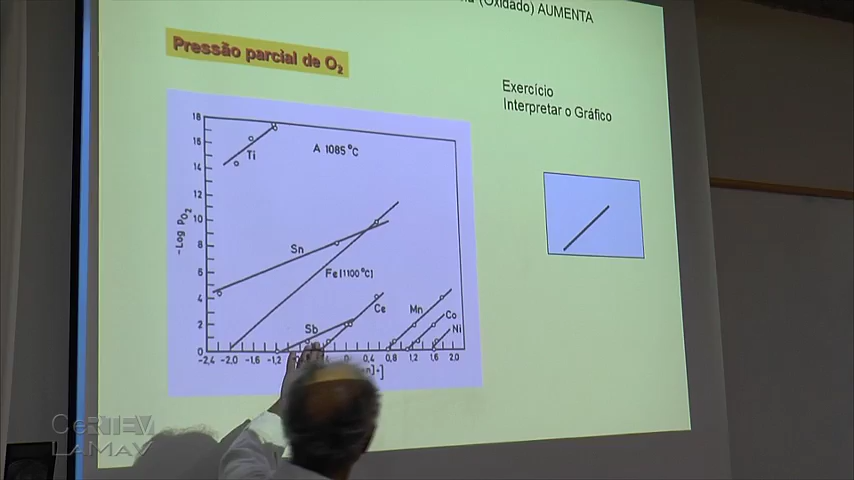 (Oxidado) AUMENTA
Pressão parcial de O₂
Exercício
Interpretar o Gráfico
18
A 1085 °C
16
Ti
14
12
10
-Log PO₂
8
Sn
6
Fe (1100 °C)
4
Mn
Ce
Co
2
Sb
Ni
0
-2,4 -2,0 -1,2 0 0,4 0,8 1,2 1,6 2,0
CeRTEV
LaMaV